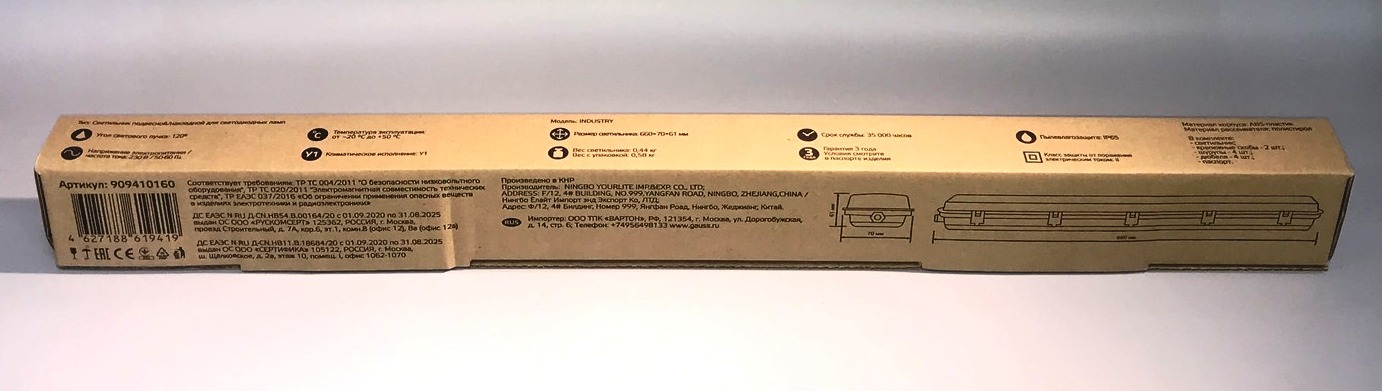 Тип: Светильник подвесной/накладной для светодиодных ламп
Модель: INDUSTRY
Угол светового пучка: 120º
Напряжение электропитания /
частота тока: 230 В / 50-60 Гц
°C
Температура эксплуатации:
от -20 °C до +50 °C
У1
Климатическое исполнение: У1
Размер светильника: 660×70×61 мм
Вес светильника: 0,44 кг
Вес с упаковкой: 0,58 кг
Срок службы: 35 000 часов
3
Гарантия 3 года
Условия смотрите
в паспорте изделия
Пылевлагозащита: IP65
Класс защиты от поражения
электрическим током: II
Материал корпуса: ABS-пластик
Материал рассеивателя: полистирол
В комплекте:
- светильник;
- крепежные скобы - 2 шт.;
- шурупы - 4 шт.;
- дюбеля - 4 шт.;
- паспорт.
Артикул: 909410160
4 627188 619419
EAC CE
Соответствует требованиям: ТР ТС 004/2011 "О безопасности низковольтного
оборудования", ТР ТС 020/2011 "Электромагнитная совместимость технических
средств", ТР ЕАЭС 037/2016 «Об ограничении применения опасных веществ
в изделиях электротехники и радиоэлектроники»
ДС ЕАЭС N RU Д-CN.НВ54.В.00164/20 с 01.09.2020 по 31.08.2025
выдан ОС ООО «РУСКОМСЕРТ» 125362, РОССИЯ, г. Москва,
проезд Строительный, д. 7А, кор.6, эт.1, комн.8 (офис 12), 8а (офис 12в)
ДС ЕАЭС N RU Д-CN.НВ11.В.18684/20 с 01.09.2020 по 31.08.2025
выдан ОС ООО «СЕРТИФИКА» 105122, РОССИЯ, г. Москва,
ш. Щёлковское, д. 2а, этаж 10, помещ. I, офис 1062-1070
Произведено в КНР
Производитель: NINGBO YOURLITE IMP.&EXP. CO., LTD;
ADDRESS: F/12, 4# BUILDING, NO.999,YANGFAN ROAD, NINGBO, ZHEJIANG,CHINA /
Нингбо Ёлайт Импорт энд Экспорт Ко, ЛТД;
Адрес: Ф/12, 4# Билдинг, Номер 999, Янгфан Роад, Нингбо, Жеджианг, Китай.
RUS
Импортер: ООО ТПК «ВАРТОН», РФ, 121354, г. Москва, ул. Дорогобужская,
д. 14, стр. 6; Телефон: +74956498133 www.gauss.ru
61 мм
70 мм
660 мм